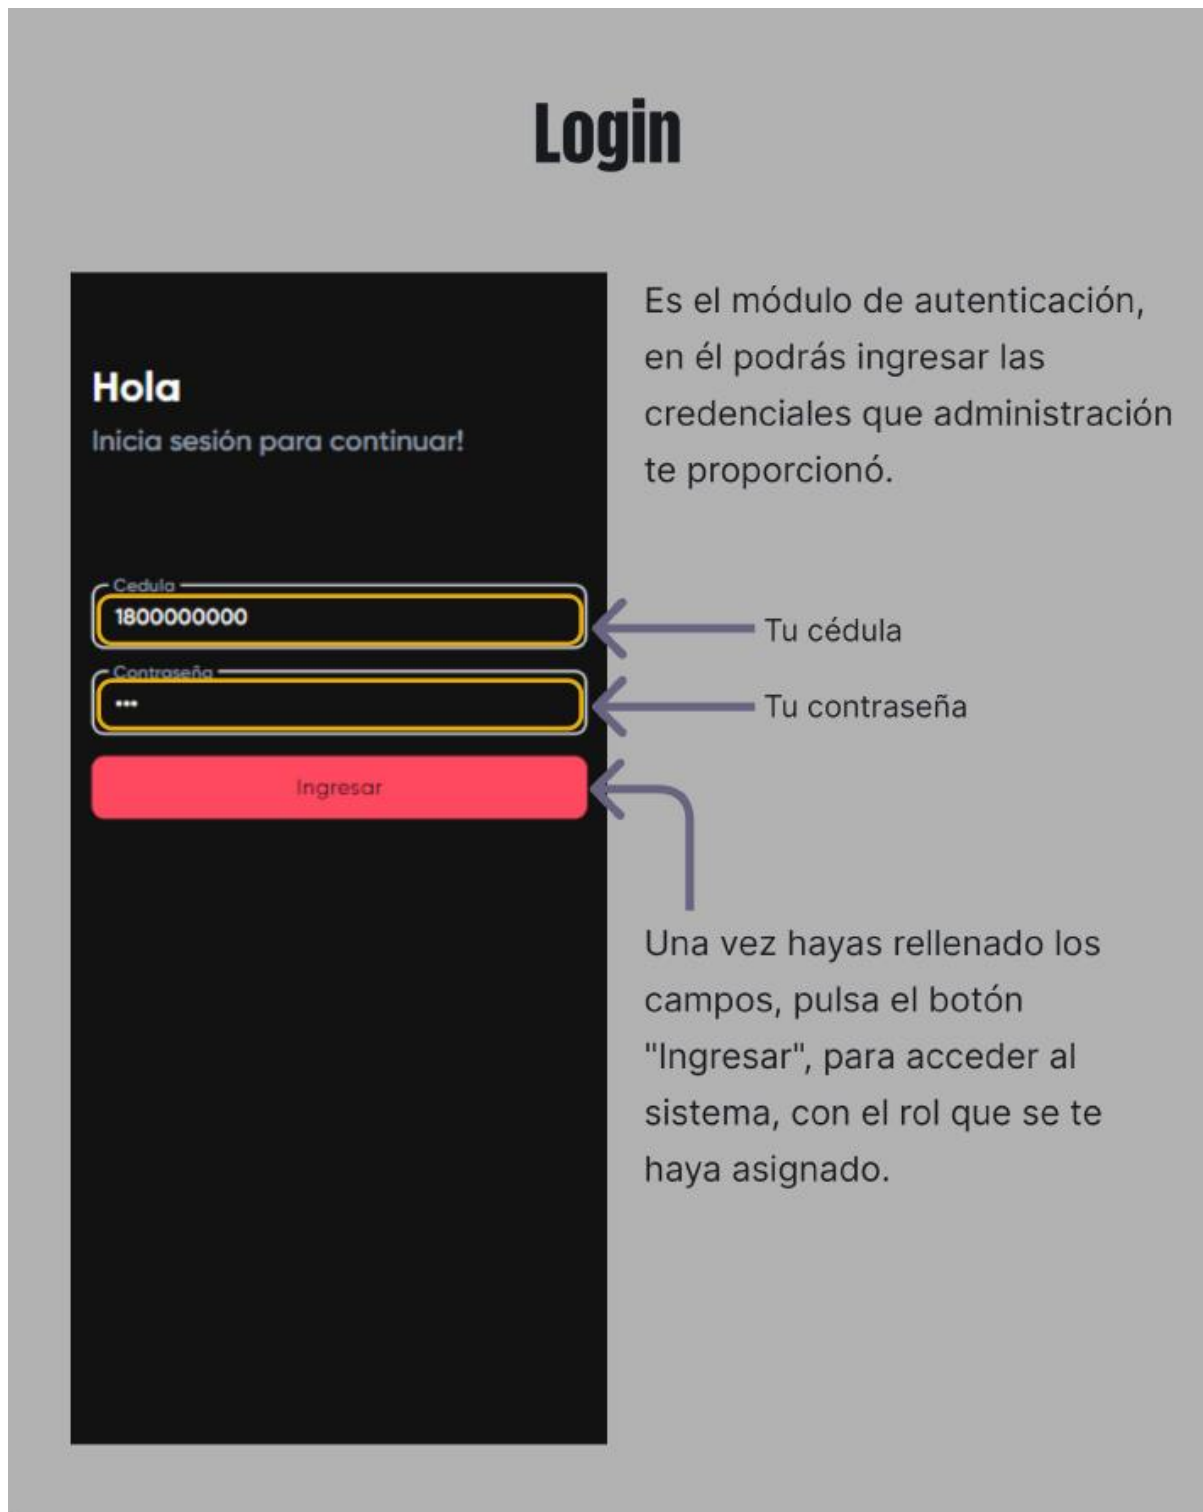 Login
Es el módulo de autenticación,
en él podrás ingresar las
credenciales que administración
te proporcionó.
Hola
Inicia sesión para continuar!
Cedula
1800000000
Tu cédula
Contraseña
•••
Tu contraseña
Ingresar
Una vez hayas rellenado los
campos, pulsa el botón
"Ingresar", para acceder al
sistema, con el rol que se te
haya asignado.